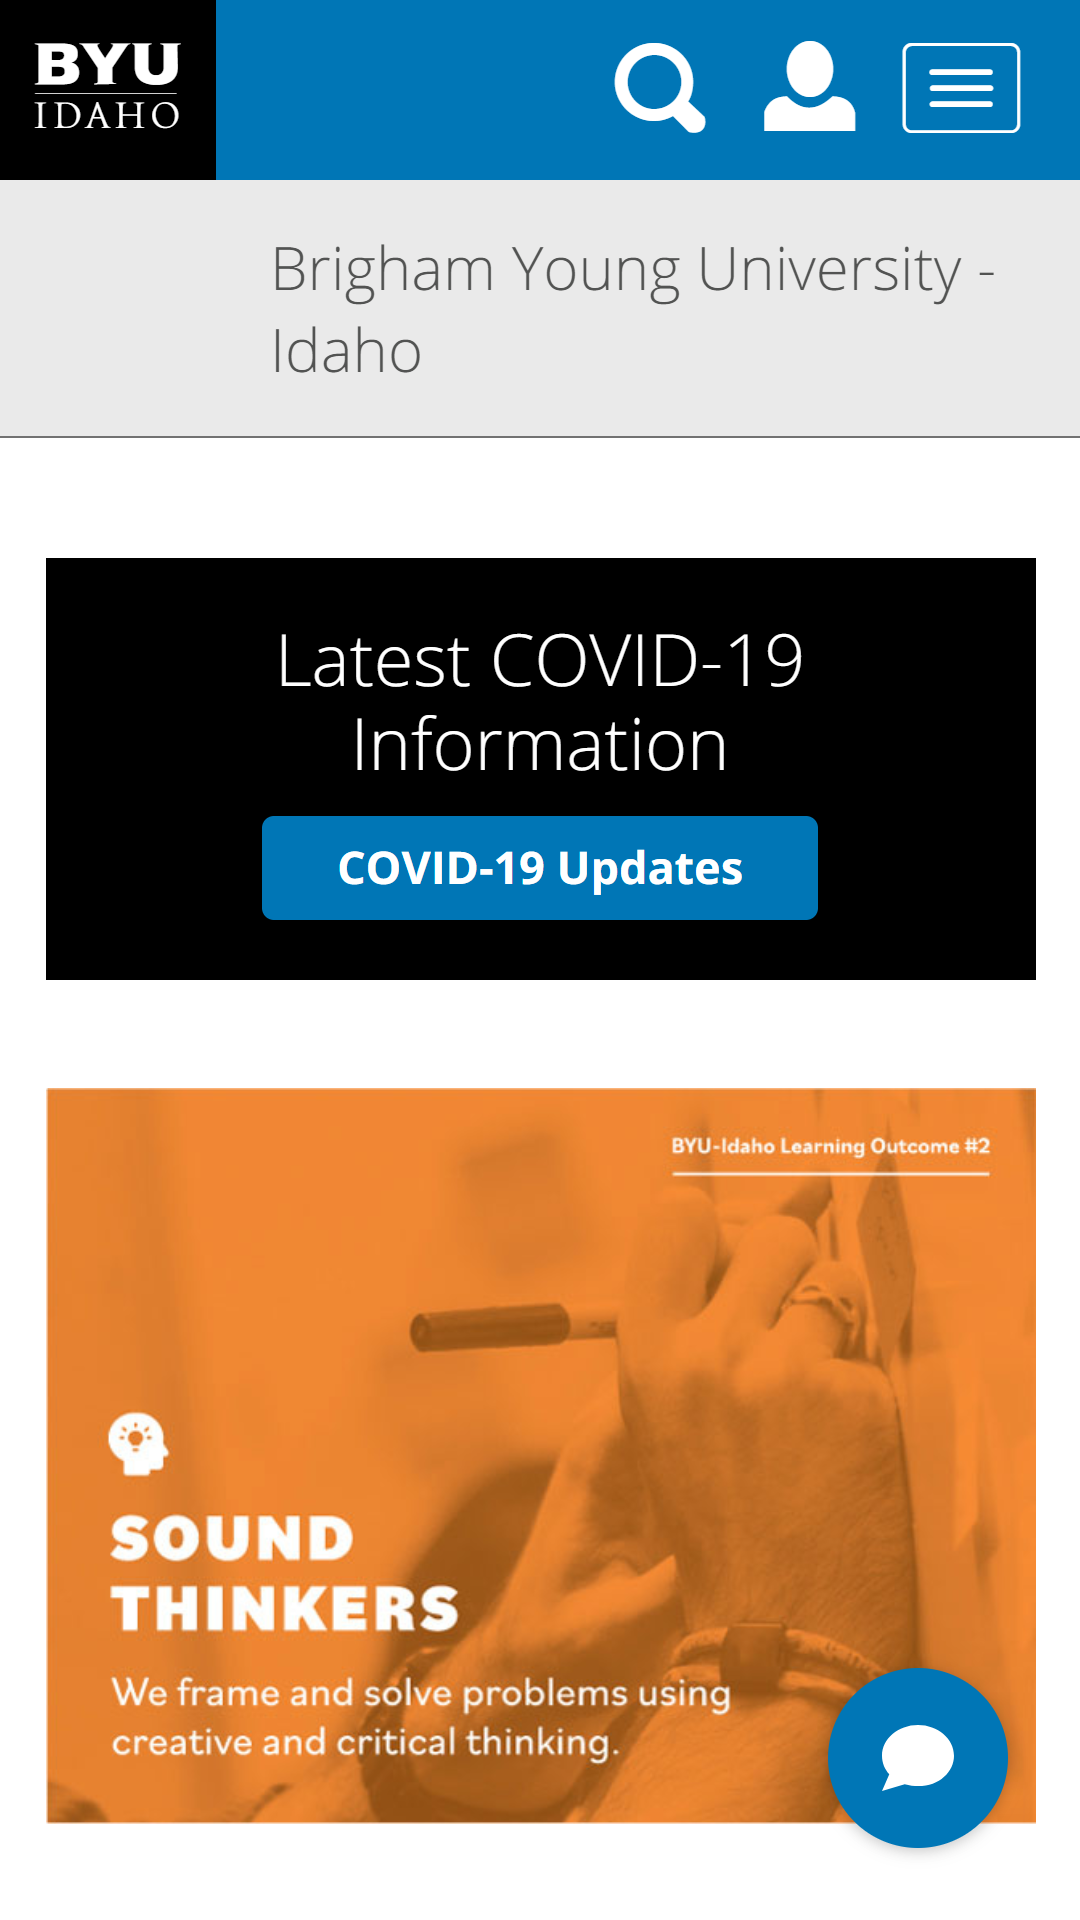 BYU
IDAHO
Brigham Young University -
Idaho
Latest COVID-19
Information
COVID-19 Updates
BYU-Idaho Learning Outcome #2
SOUND
THINKERS
We frame and solve problems using
creative and critical thinking.